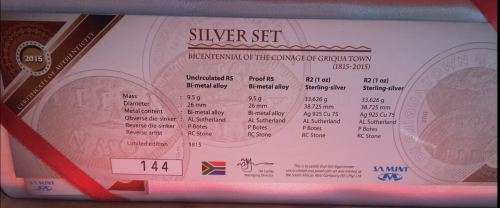 SILVER SET
BICENTENNIAL OF THE COINAGE OF GRIQUA TOWN
(1815-2015)
2015
CERTIFICATE OF AUTHENTICITY
Uncirculated R5 Proof R5 R2 (1 oz) R2 (1 oz)
Bi-metal alloy Bi-metal alloy Sterling-silver Sterling-silver
Mass : 9.5 g 9.5 g 33.626 g 33.626 g
Diameter : 26 mm 26 mm 38.725 mm 38.725 mm
Metal content : Bi-metal alloy Bi-metal alloy Ag 925 Cu 75 Ag 925 Cu 75
Obverse die-sinker : AL Sutherland AL Sutherland AL Sutherland AL Sutherland
Reverse die-sinker : P Botes P Botes P Botes P Botes
Reverse artist : RC Stone RC Stone RC Stone RC Stone
Limited edition : 1815
144
Managing Director
SA MINT